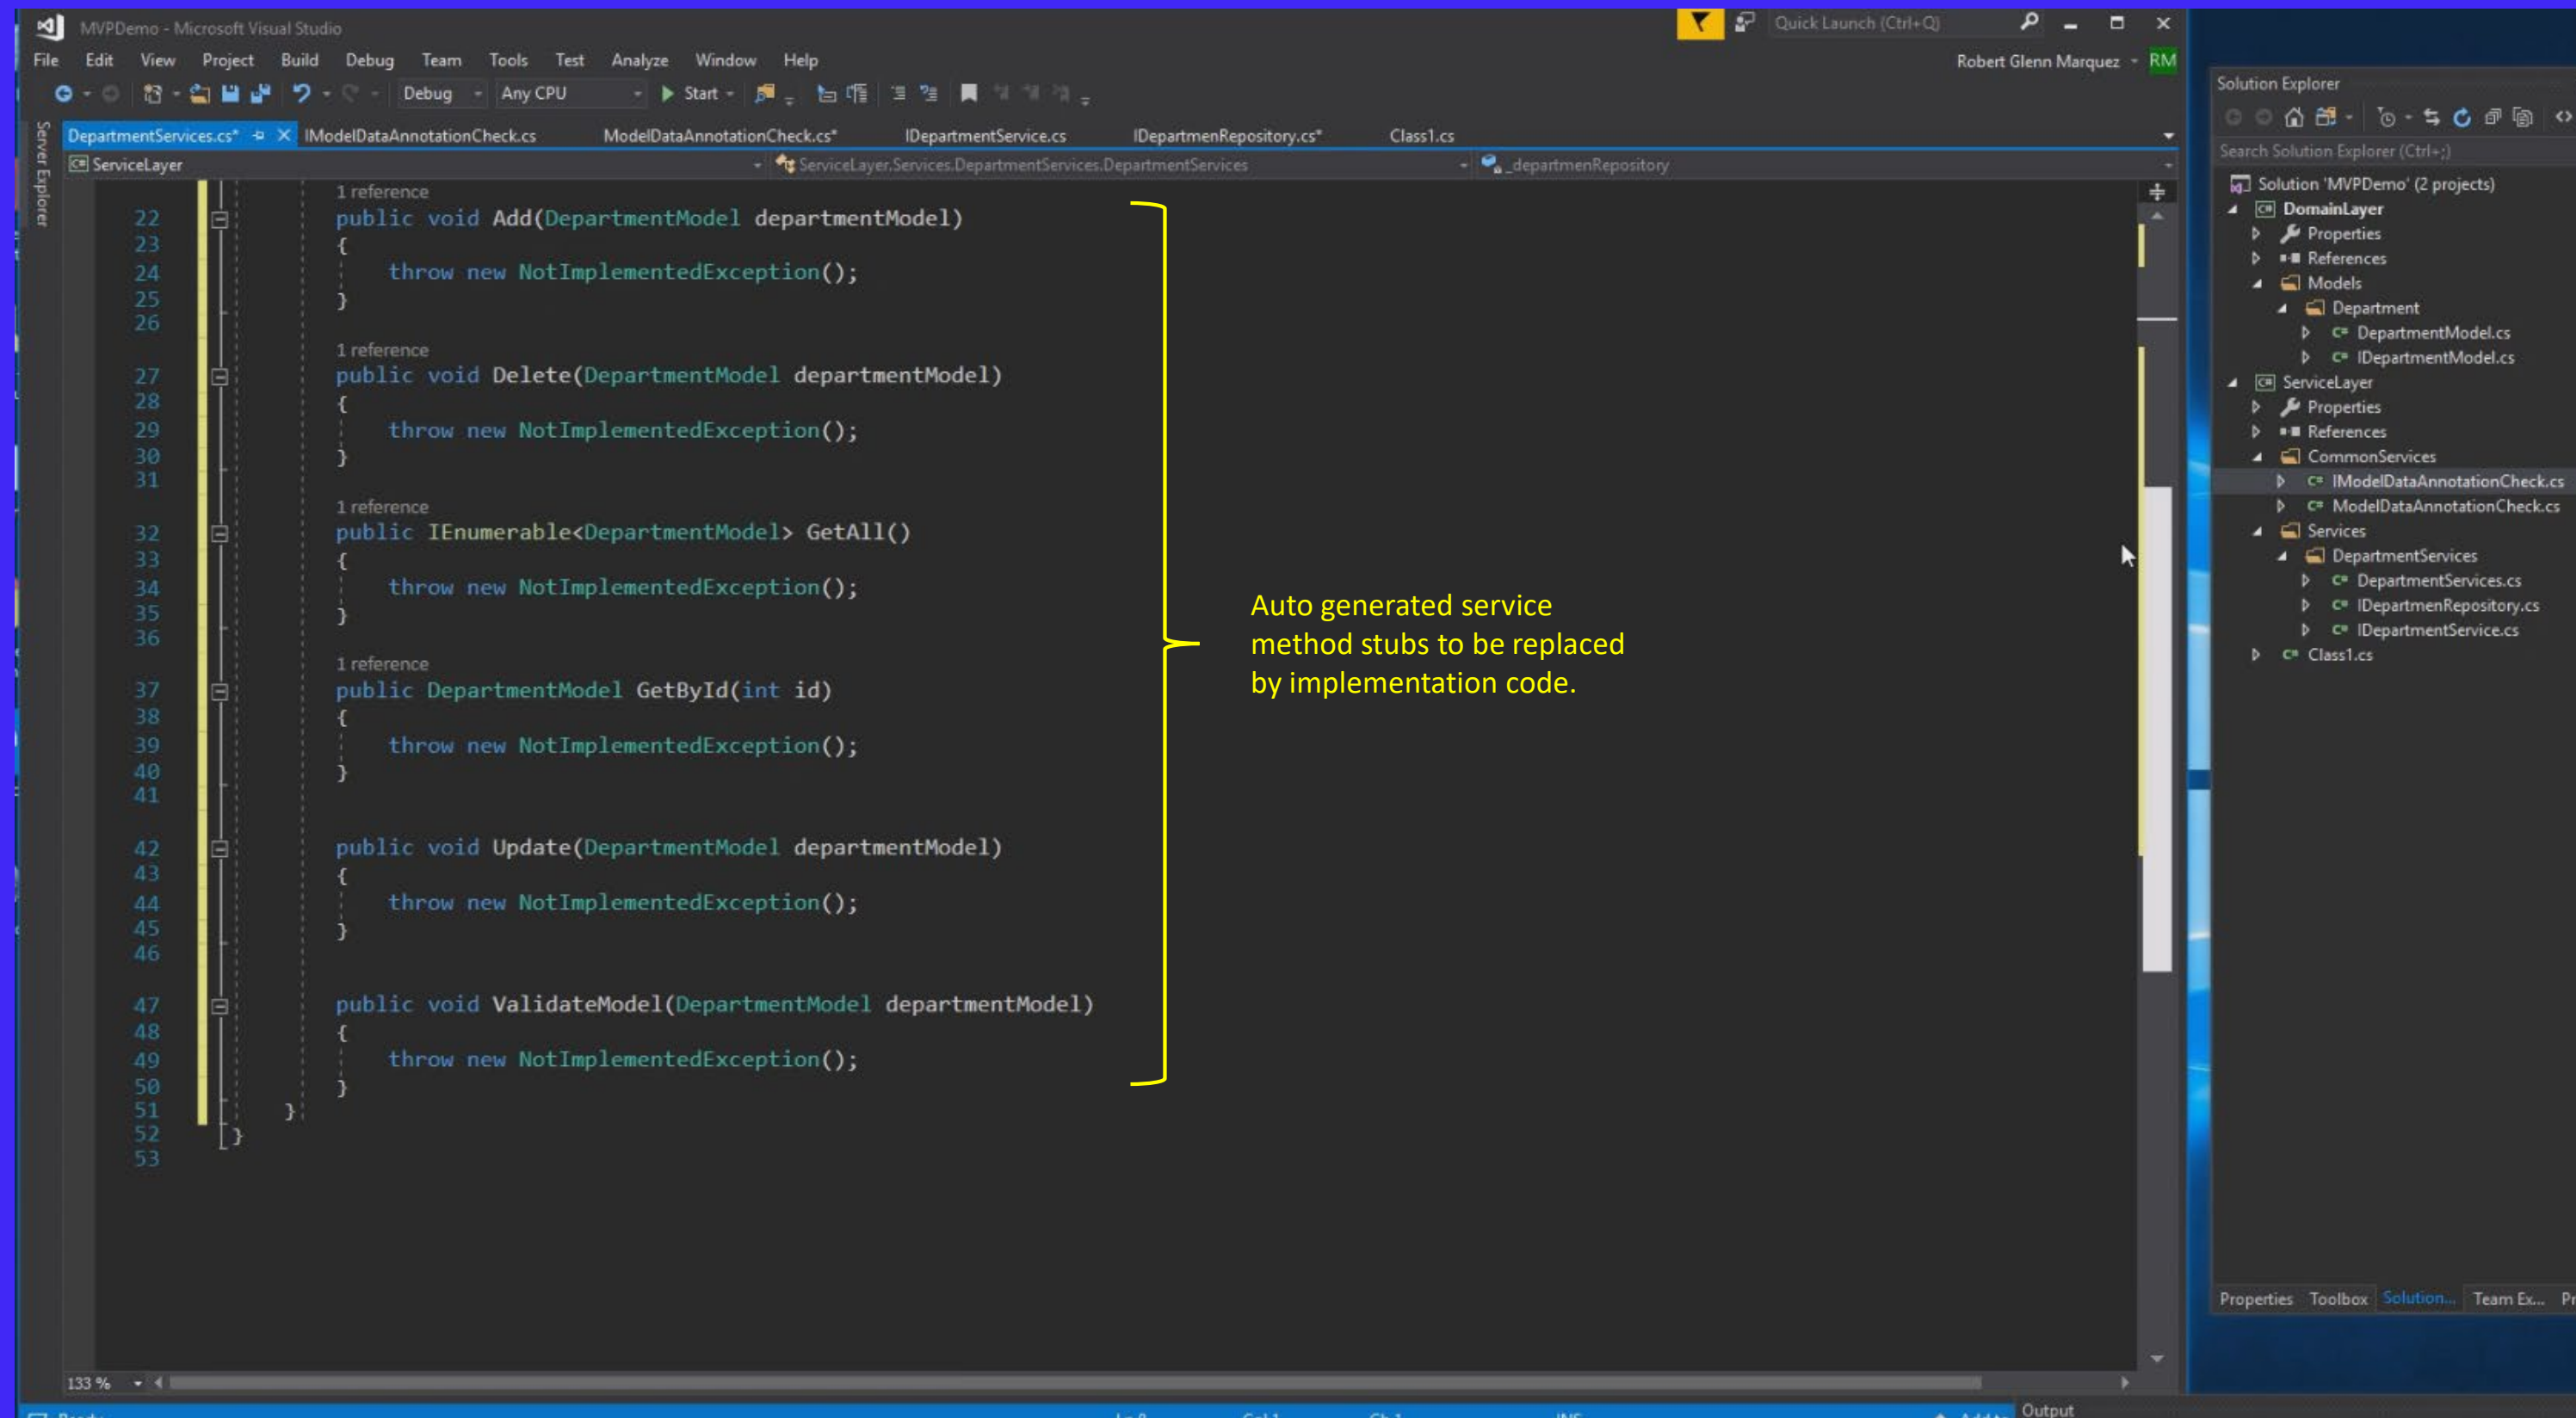 MVPDemo - Microsoft Visual Studio
Quick Launch (Ctrl+Q)
File Edit View Project Build Debug Team Tools Test Analyze Window Help
Robert Glenn Marquez RM
Debug Any CPU Start
Server Explorer
DepartmentServices.cs* IModelDataAnnotationCheck.cs ModelDataAnnotationCheck.cs* IDepartmentService.cs IDepartmenRepository.cs* Class1.cs
ServiceLayer ServiceLayer.Services.DepartmentServices.DepartmentServices _departmenRepository
1 reference
22 public void Add(DepartmentModel departmentModel)
23 {
24 throw new NotImplementedException();
25 }
26
1 reference
27 public void Delete(DepartmentModel departmentModel)
28 {
29 throw new NotImplementedException();
30 }
31
1 reference
32 public IEnumerable<DepartmentModel> GetAll()
33 {
34 throw new NotImplementedException();
35 }
36
1 reference
37 public DepartmentModel GetById(int id)
38 {
39 throw new NotImplementedException();
40 }
41
42 public void Update(DepartmentModel departmentModel)
43 {
44 throw new NotImplementedException();
45 }
46
47 public void ValidateModel(DepartmentModel departmentModel)
48 {
49 throw new NotImplementedException();
50 }
51 }
52 }
53
Auto generated service
method stubs to be replaced
by implementation code.
133 %
Solution Explorer
Search Solution Explorer (Ctrl+;)
Solution 'MVPDemo' (2 projects)
DomainLayer
Properties
References
Models
Department
DepartmentModel.cs
IDepartmentModel.cs
ServiceLayer
Properties
References
CommonServices
IModelDataAnnotationCheck.cs
ModelDataAnnotationCheck.cs
Services
DepartmentServices
DepartmentServices.cs
IDepartmenRepository.cs
IDepartmentService.cs
Class1.cs
Properties Toolbox Solution... Team Ex...
Output